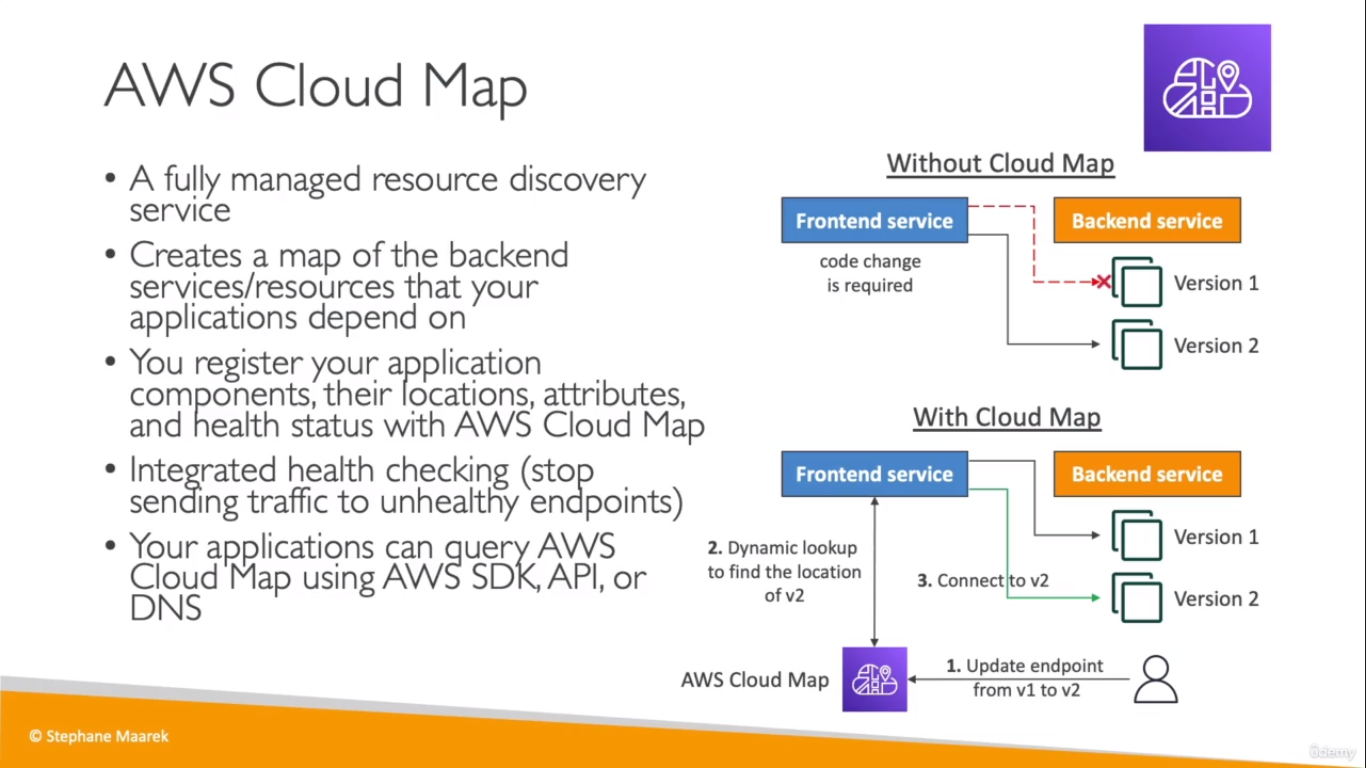 AWS Cloud Map
• A fully managed resource discovery
service
• Creates a map of the backend
services/resources that your
applications depend on
• You register your application
components, their locations, attributes,
and health status with AWS Cloud Map
• Integrated health checking (stop
sending traffic to unhealthy endpoints)
• Your applications can query AWS
Cloud Map using AWS SDK, API, or
DNS
Without Cloud Map
Frontend service
Backend service
code change
is required
Version 1
Version 2
With Cloud Map
Frontend service
Backend service
Version 1
2. Dynamic lookup
to find the location
of v2
3. Connect to v2
Version 2
AWS Cloud Map
1. Update endpoint
from v1 to v2
© Stephane Maarek
ûdemy